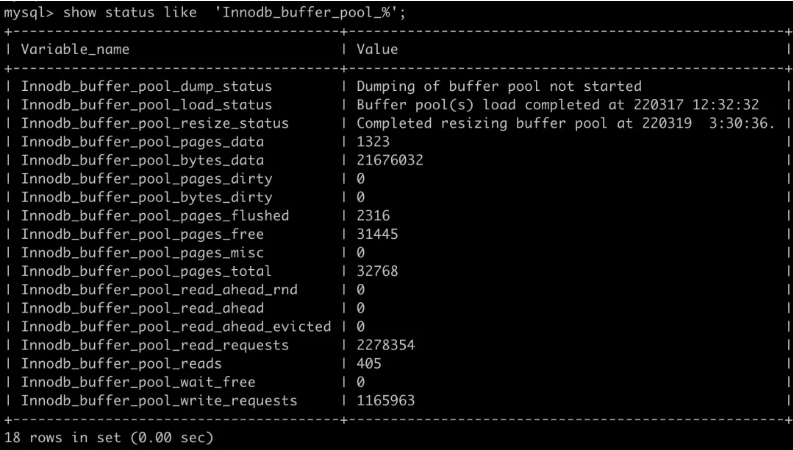 mysql> show status like  'Innodb_buffer_pool_%';
+---------------------------------------+--------------------------------------------------+
| Variable_name                         | Value                                            |
+---------------------------------------+--------------------------------------------------+
| Innodb_buffer_pool_dump_status        | Dumping of buffer pool not started               |
| Innodb_buffer_pool_load_status        | Buffer pool(s) load completed at 220317 12:32:32 |
| Innodb_buffer_pool_resize_status      | Completed resizing buffer pool at 220319  3:30:36. |
| Innodb_buffer_pool_pages_data         | 1323                                             |
| Innodb_buffer_pool_bytes_data         | 21676032                                         |
| Innodb_buffer_pool_pages_dirty        | 0                                                |
| Innodb_buffer_pool_bytes_dirty        | 0                                                |
| Innodb_buffer_pool_pages_flushed      | 2316                                             |
| Innodb_buffer_pool_pages_free         | 31445                                            |
| Innodb_buffer_pool_pages_misc         | 0                                                |
| Innodb_buffer_pool_pages_total        | 32768                                            |
| Innodb_buffer_pool_read_ahead_rnd     | 0                                                |
| Innodb_buffer_pool_read_ahead         | 0                                                |
| Innodb_buffer_pool_read_ahead_evicted | 0                                                |
| Innodb_buffer_pool_read_requests      | 2278354                                          |
| Innodb_buffer_pool_reads              | 405                                              |
| Innodb_buffer_pool_wait_free          | 0                                                |
| Innodb_buffer_pool_write_requests     | 1165963                                          |
+---------------------------------------+--------------------------------------------------+
18 rows in set (0.00 sec)